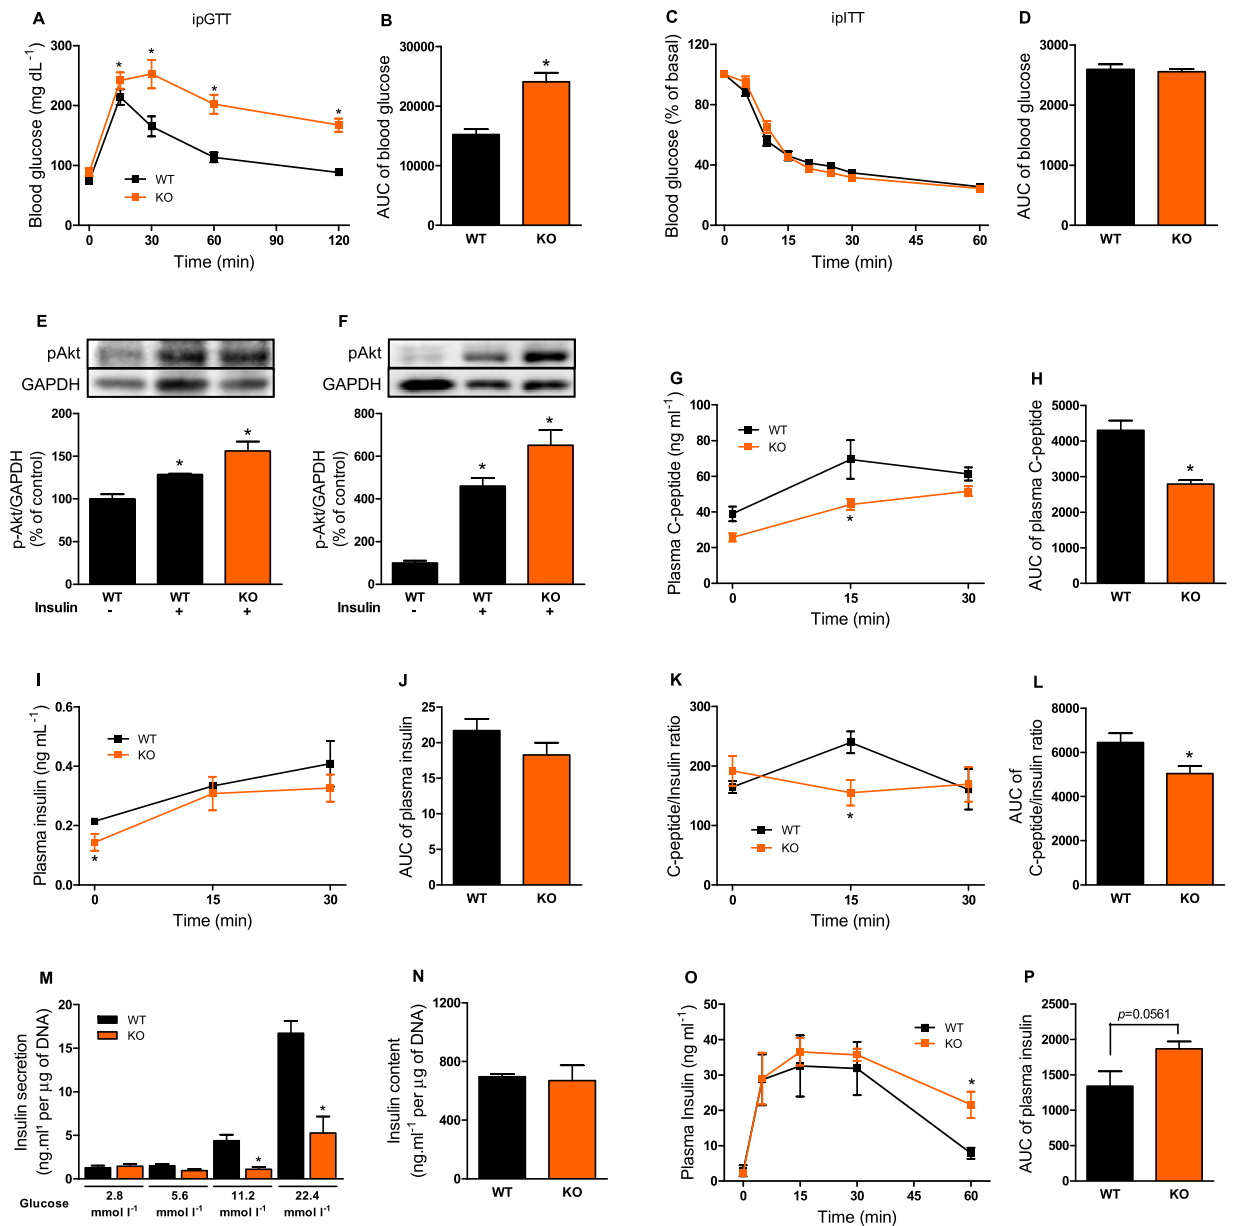 A
ipGTT
Blood glucose (mg dL-1)
300
200
100
0
WT
KO
0 30 60 90 120
Time (min)
B
AUC of blood glucose
30000
20000
10000
0
WT KO
C
ipITT
Blood glucose (% of basal)
120
80
40
0
0 15 30 45 60
Time (min)
D
AUC of blood glucose
3000
2000
1000
0
WT KO
E
pAkt
GAPDH
p-Akt/GAPDH
(% of control)
200
150
100
50
0
WT WT KO
Insulin - + +
F
pAkt
GAPDH
p-Akt/GAPDH
(% of control)
800
600
400
200
0
WT WT KO
Insulin - + +
G
Plasma C-peptide (ng ml-1)
100
80
60
40
20
0
WT
KO
0 15 30
Time (min)
H
AUC of plasma C-peptide
5000
4000
3000
2000
1000
0
WT KO
I
Plasma insulin (ng mL-1)
0.6
0.4
0.2
0.0
WT
KO
0 15 30
Time (min)
J
AUC of plasma insulin
25
20
15
10
5
0
WT KO
K
C-peptide/Insulin ratio
300
200
100
0
WT
KO
0 15 30
Time (min)
L
AUC of
C-peptide/insulin ratio
8000
6000
4000
2000
0
WT KO
M
Insulin secretion
(ng.ml1 per µg of DNA)
20
15
10
5
0
WT
KO
Glucose 2.8 5.6 11.2 22.4
mmol l-1 mmol l-1 mmol l-1 mmol l-1
N
Insulin content
(ng.ml-1 per µg of DNA)
1200
800
400
0
WT KO
O
Plasma Insulin (ng ml-1)
50
40
30
20
10
0
WT
KO
0 15 30 45 60
Time (min)
P
AUC of plasma insulin
2500
2000
1500
1000
500
0
p=0.0561
WT KO